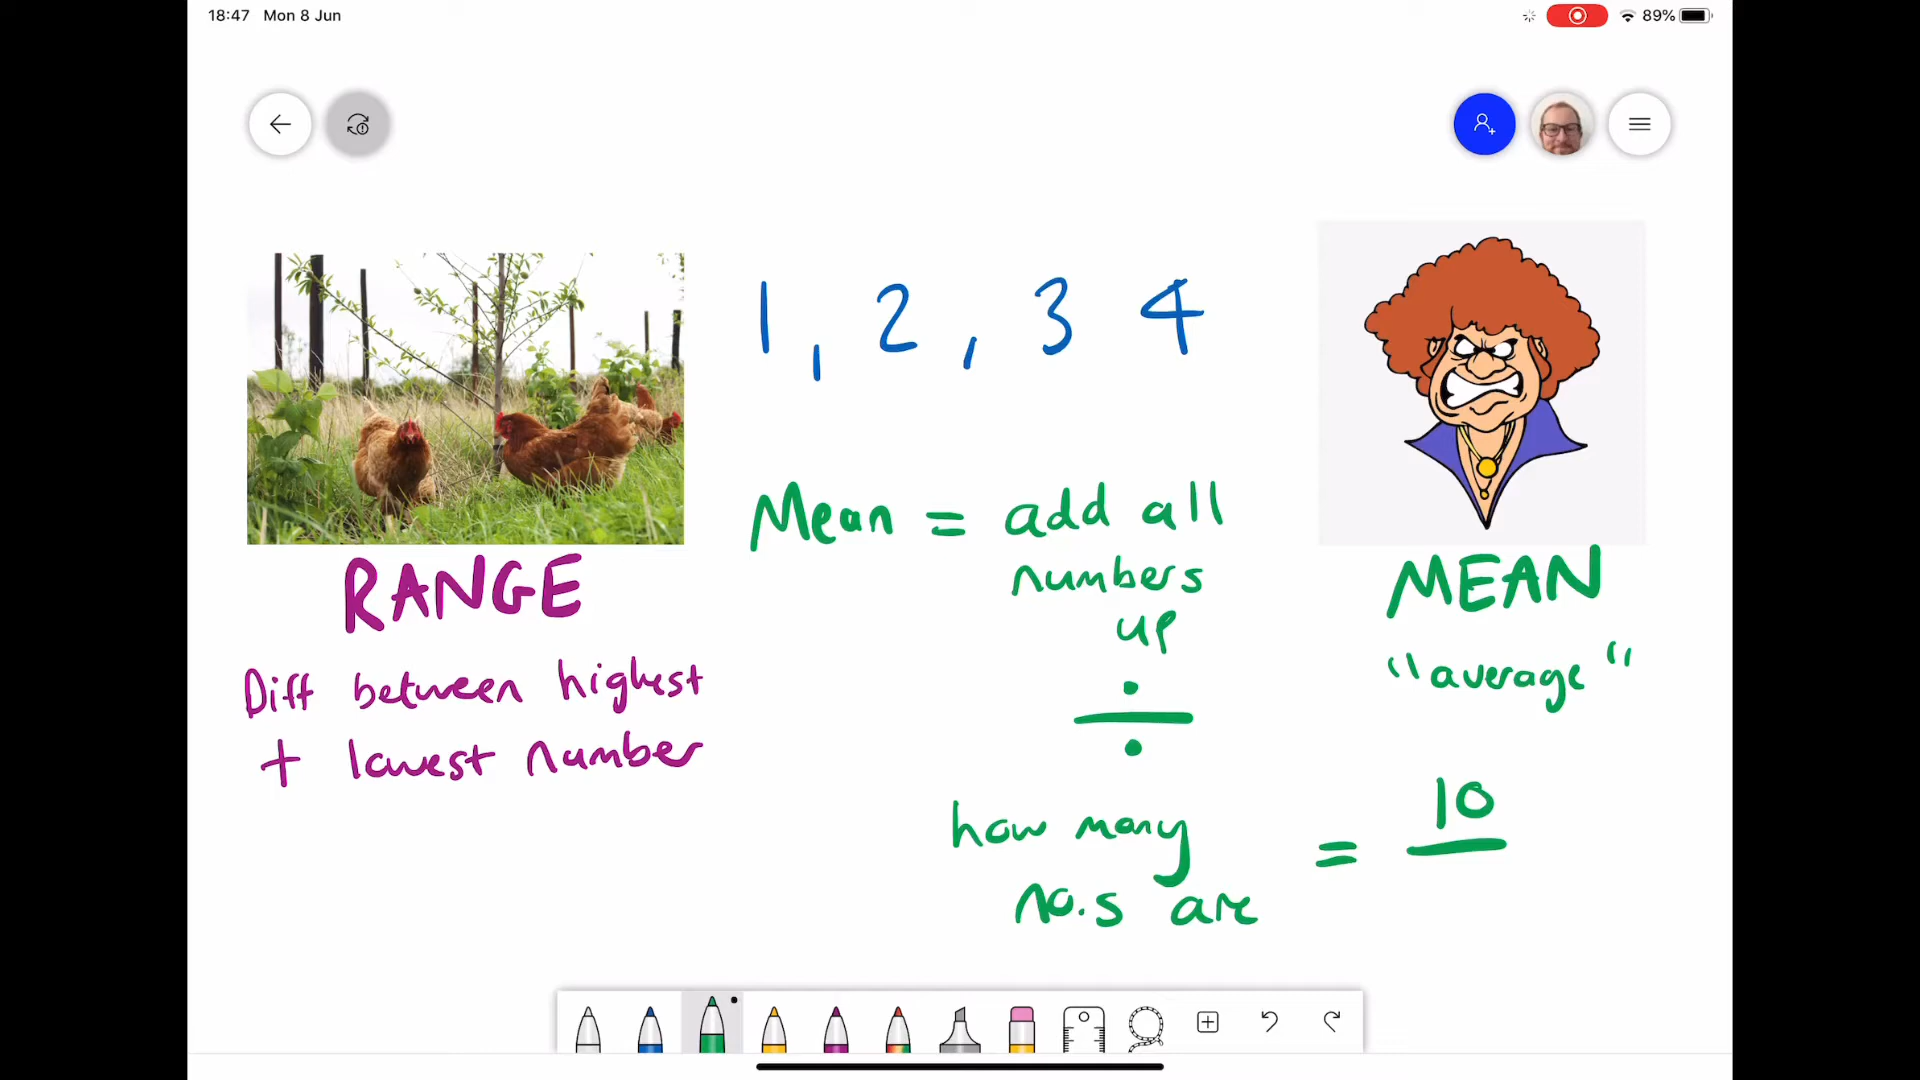 18:47 Mon 8 Jun
89%
1, 2, 3 4
Mean = add all
numbers
up
÷
how many
no.s are
= 10
RANGE
Diff between highest
+ lowest number
MEAN
"average"